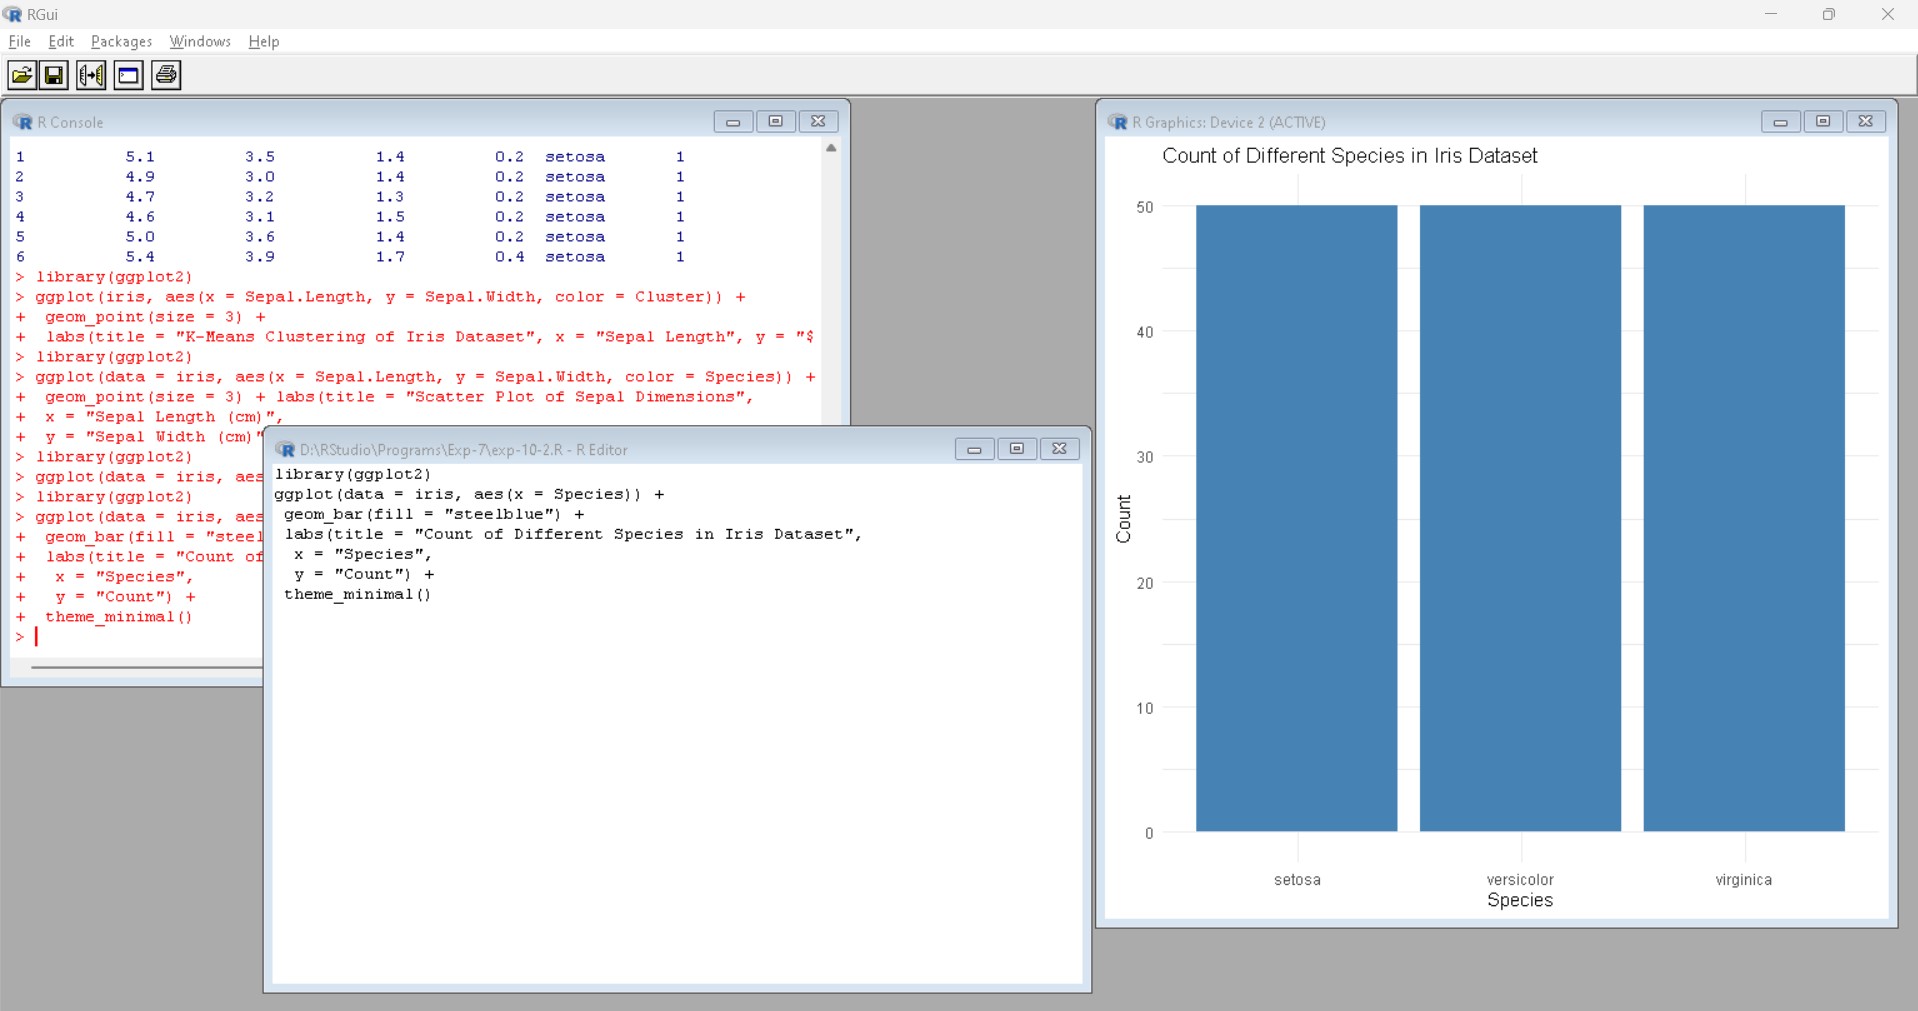 RGui
File Edit Packages Windows Help
R Console
1 5.1 3.5 1.4 0.2 setosa 1
2 4.9 3.0 1.4 0.2 setosa 1
3 4.7 3.2 1.3 0.2 setosa 1
4 4.6 3.1 1.5 0.2 setosa 1
5 5.0 3.6 1.4 0.2 setosa 1
6 5.4 3.9 1.7 0.4 setosa 1
> library(ggplot2)
> ggplot(iris, aes(x = Sepal.Length, y = Sepal.Width, color = Cluster)) +
+ geom_point(size = 3) +
+ labs(title = "K-Means Clustering of Iris Dataset", x = "Sepal Length", y = "$
> library(ggplot2)
> ggplot(data = iris, aes(x = Sepal.Length, y = Sepal.Width, color = Species)) +
+ geom_point(size = 3) + labs(title = "Scatter Plot of Sepal Dimensions",
+ x = "Sepal Length (cm)",
+ y = "Sepal Width (cm)"
> library(ggplot2)
> ggplot(data = iris, aes
> library(ggplot2)
> ggplot(data = iris, aes
+ geom_bar(fill = "steel
+ labs(title = "Count of
+ x = "Species",
+ y = "Count") +
+ theme_minimal()
>
D:\RStudio\Programs\Exp-7\exp-10-2.R - R Editor
library(ggplot2)
ggplot(data = iris, aes(x = Species)) +
geom_bar(fill = "steelblue") +
labs(title = "Count of Different Species in Iris Dataset",
x = "Species",
y = "Count") +
theme_minimal()
R Graphics: Device 2 (ACTIVE)
Count of Different Species in Iris Dataset
50
40
30
20
10
0
Count
setosa versicolor virginica
Species